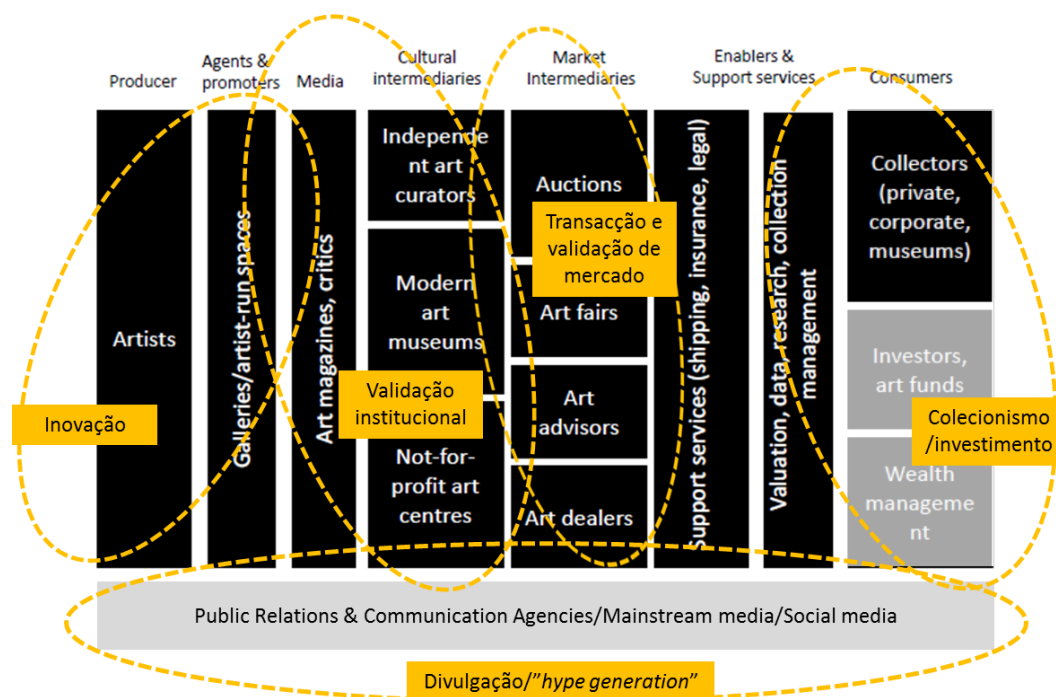 Producer
Agents &
promoters
Media
Cultural
intermediaries
Market
Intermediaries
Enablers &
Support services
Consumers
Artists
Inovação
Galleries/artist-run spaces
Art magazines, critics
Independe
nt art
curators
Modern
art
museums
Validação
institucional
Not-for-
profit art
centres
Auctions
Transacção e
validação de
mercado
Art fairs
Art
advisors
Art dealers
Support services (shipping, insurance, legal)
Valuation, data, research, collection
management
Collectors
(private,
corporate,
museums)
Investors,
art funds
Colecionismo
/investimento
Wealth
manageme
nt
Public Relations & Communication Agencies/Mainstream media/Social media
Divulgação/”hype generation”